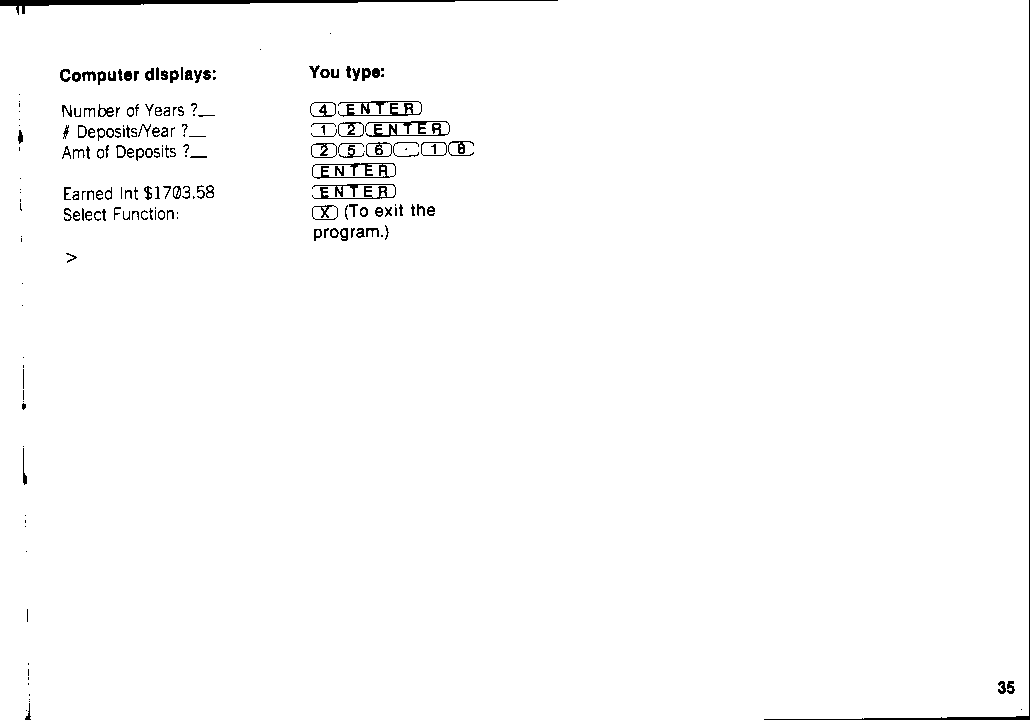 Computer displays: You type:
Number of Years ?_ 4 ENTER
# Deposits/Year ?_ 1 2 ENTER
Amt of Deposits ?_ 2 5 6 . 1 8
ENTER
Earned Int $1703.58 ENTER
Select Function: X (To exit the
program.)
>
35